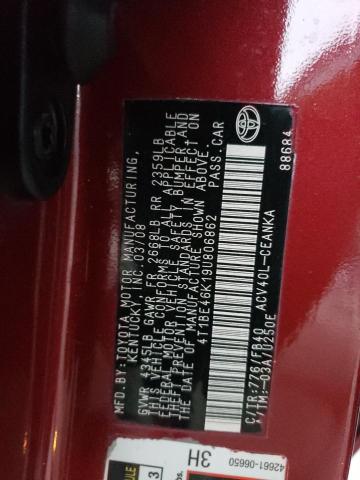 MFD. BY: TOYOTA MOTOR MANUFACTURING,
KENTUCKY, INC. 03/08
GVWR 4345LB GAWR FR 2668LB RR 2359LB
THIS VEHICLE CONFORMS TO ALL APPLICABLE
FEDERAL MOTOR VEHICLE SAFETY, BUMPER, AND
THEFT PREVENTION STANDARDS IN EFFECT ON
THE DATE OF MANUFACTURE SHOWN ABOVE.
4T1BE46K19U806862 PASS. CAR
C/TR: 776/FB40 ACV40L-CEANKA
A/TM: -03A/U250E 88684
42661-06650
3H